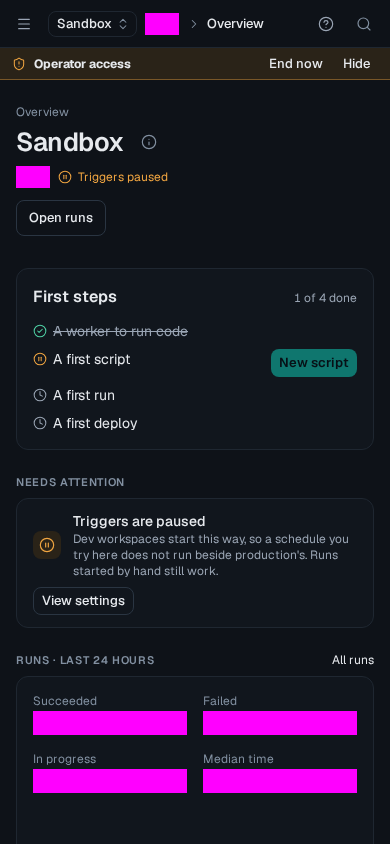 Sandbox
Overview
Operator access
End now
Hide
Overview
Sandbox
Triggers paused
Open runs
First steps
1 of 4 done
A worker to run code
A first script
New script
A first run
A first deploy
NEEDS ATTENTION
Triggers are paused
Dev workspaces start this way, so a schedule you
try here does not run beside production's. Runs
started by hand still work.
View settings
RUNS · LAST 24 HOURS
All runs
Succeeded
Failed
In progress
Median time